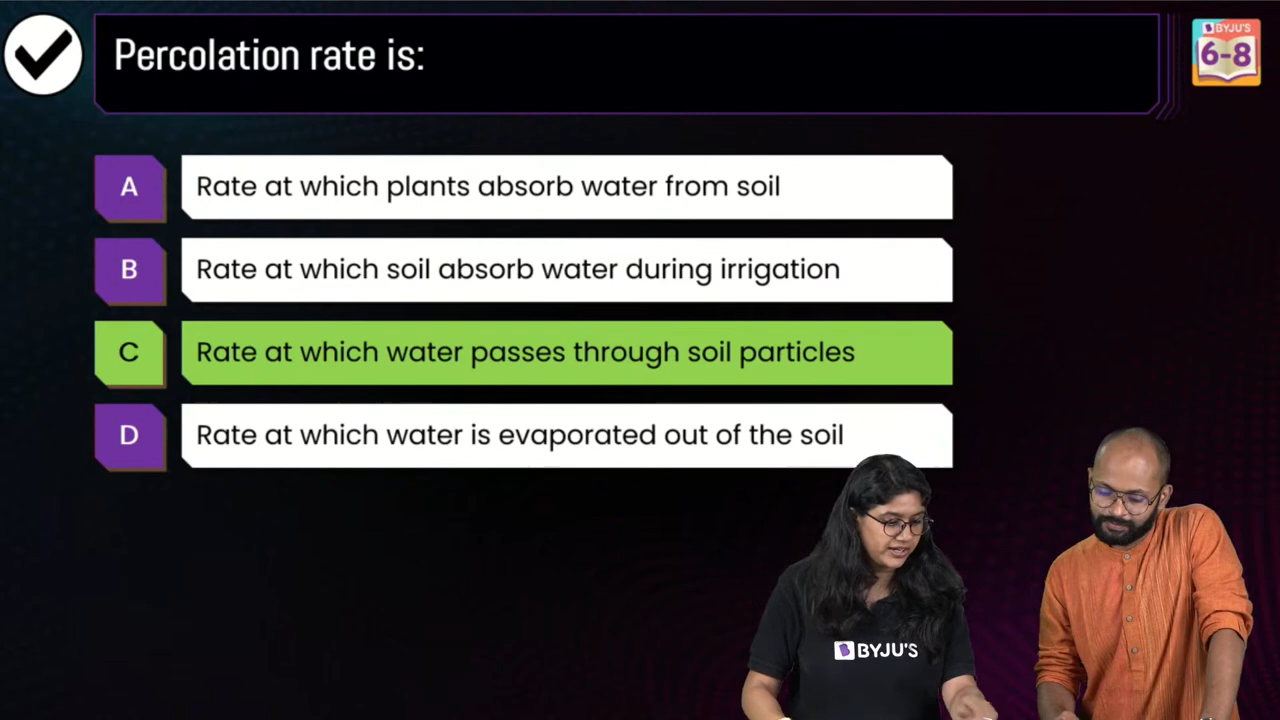 Percolation rate is:
BYJU'S
6-8
A
Rate at which plants absorb water from soil
B
Rate at which soil absorb water during irrigation
C
Rate at which water passes through soil particles
D
Rate at which water is evaporated out of the soil
BYJU'S